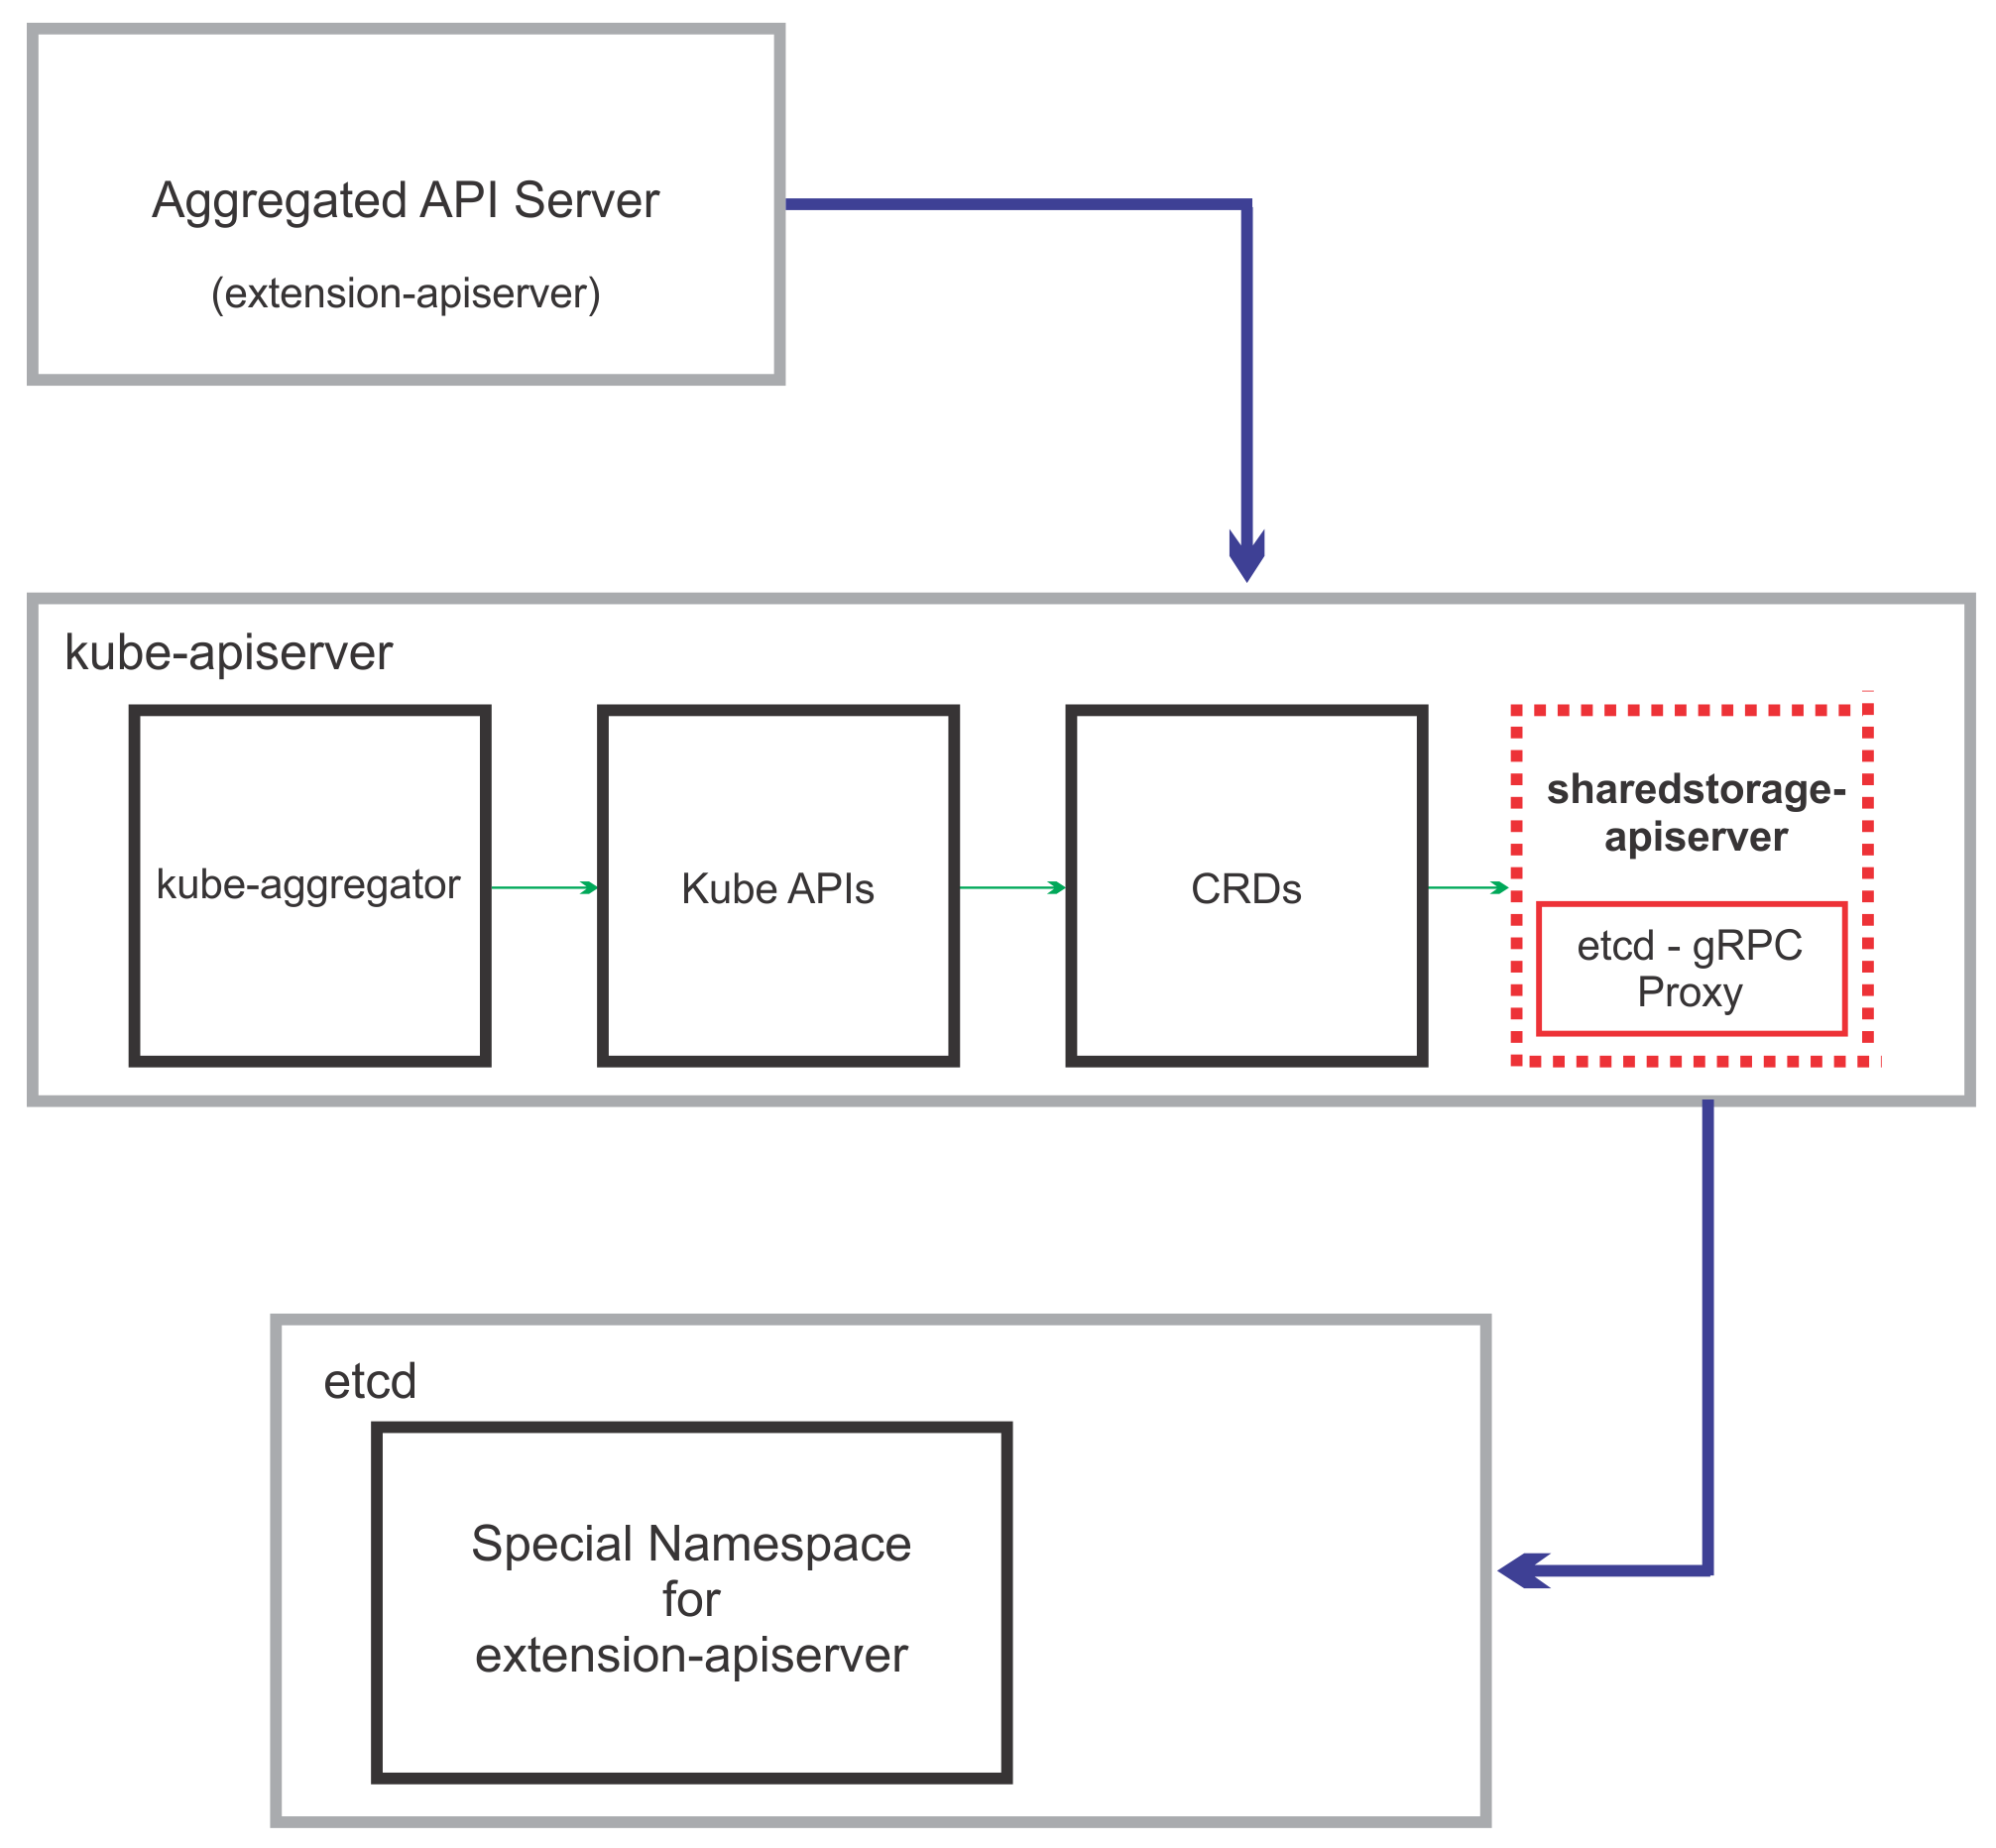 Aggregated API Server
(extension-apiserver)
kube-apiserver
kube-aggregator
Kube APIs
CRDs
sharedstorage-
apiserver
etcd - gRPC
Proxy
etcd
Special Namespace
for
extension-apiserver